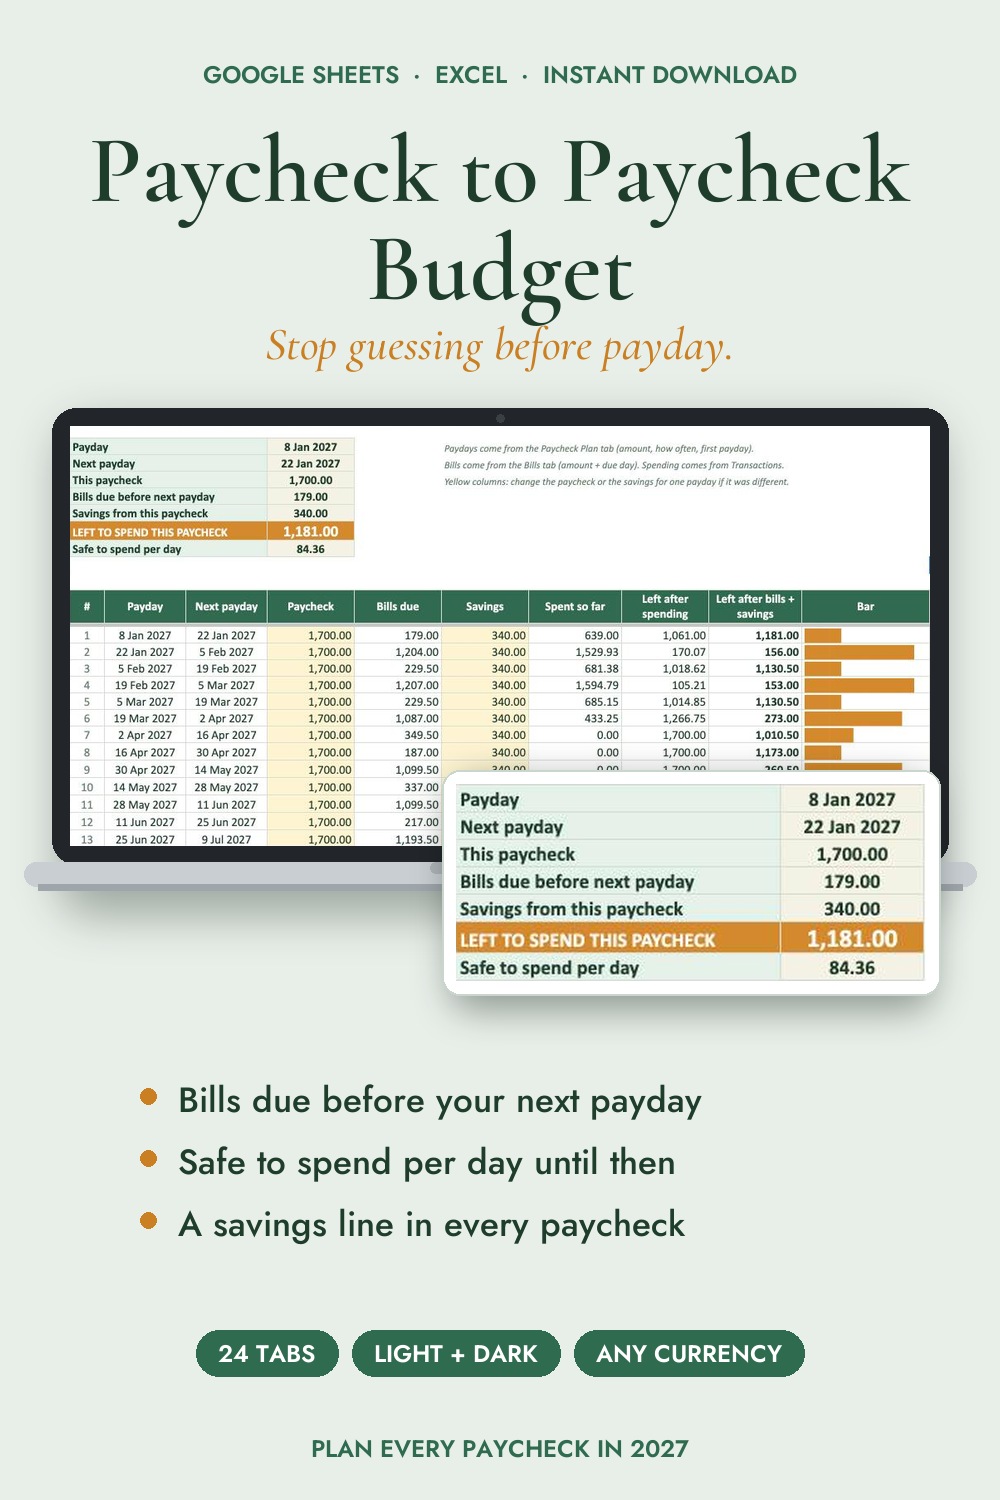 GOOGLE SHEETS · EXCEL · INSTANT DOWNLOAD
Paycheck to Paycheck
Budget
Stop guessing before payday.
Payday 8 Jan 2027
Next payday 22 Jan 2027
This paycheck 1,700.00
Bills due before next payday 179.00
Savings from this paycheck 340.00
LEFT TO SPEND THIS PAYCHECK 1,181.00
Safe to spend per day 84.36
Paydays come from the Paycheck Plan tab (amount, how often, first payday).
Bills come from the Bills tab (amount + due day). Spending comes from Transactions.
Yellow columns: change the paycheck or the savings for one payday if it was different.
# Payday Next payday Paycheck Bills due Savings Spent so far Left after spending Left after bills + savings Bar
1 8 Jan 2027 22 Jan 2027 1,700.00 179.00 340.00 639.00 1,061.00 1,181.00
2 22 Jan 2027 5 Feb 2027 1,700.00 1,204.00 340.00 1,529.93 170.07 156.00
3 5 Feb 2027 19 Feb 2027 1,700.00 229.50 340.00 681.38 1,018.62 1,130.50
4 19 Feb 2027 5 Mar 2027 1,700.00 1,207.00 340.00 1,594.79 105.21 153.00
5 5 Mar 2027 19 Mar 2027 1,700.00 229.50 340.00 685.15 1,014.85 1,130.50
6 19 Mar 2027 2 Apr 2027 1,700.00 1,087.00 340.00 433.25 1,266.75 273.00
7 2 Apr 2027 16 Apr 2027 1,700.00 349.50 340.00 0.00 1,700.00 1,010.50
8 16 Apr 2027 30 Apr 2027 1,700.00 187.00 340.00 0.00 1,700.00 1,173.00
9 30 Apr 2027 14 May 2027 1,700.00 1,099.50 340.00 0.00 1,700.00 260.50
10 14 May 2027 28 May 2027 1,700.00 337.00
11 28 May 2027 11 Jun 2027 1,700.00 1,099.50
12 11 Jun 2027 25 Jun 2027 1,700.00 217.00
13 25 Jun 2027 9 Jul 2027 1,700.00 1,193.50
Payday 8 Jan 2027
Next payday 22 Jan 2027
This paycheck 1,700.00
Bills due before next payday 179.00
Savings from this paycheck 340.00
LEFT TO SPEND THIS PAYCHECK 1,181.00
Safe to spend per day 84.36
Bills due before your next payday
Safe to spend per day until then
A savings line in every paycheck
24 TABS LIGHT + DARK ANY CURRENCY
PLAN EVERY PAYCHECK IN 2027